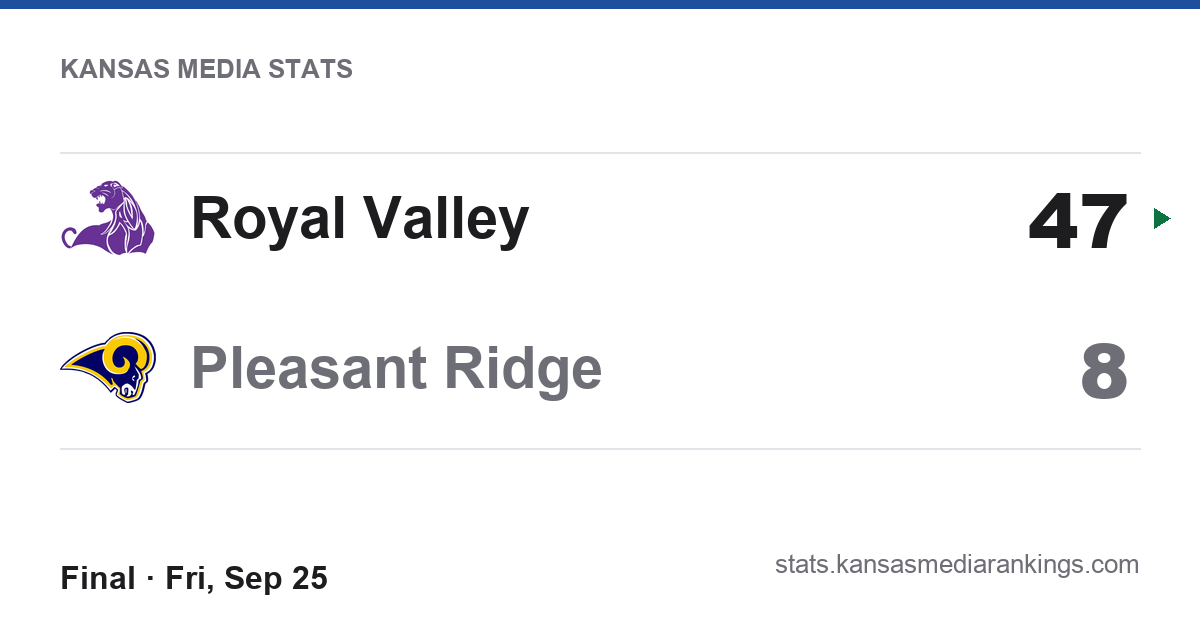 KANSAS MEDIA STATS
Royal Valley 47
Pleasant Ridge 8
Final · Fri, Sep 25
stats.kansasmediarankings.com